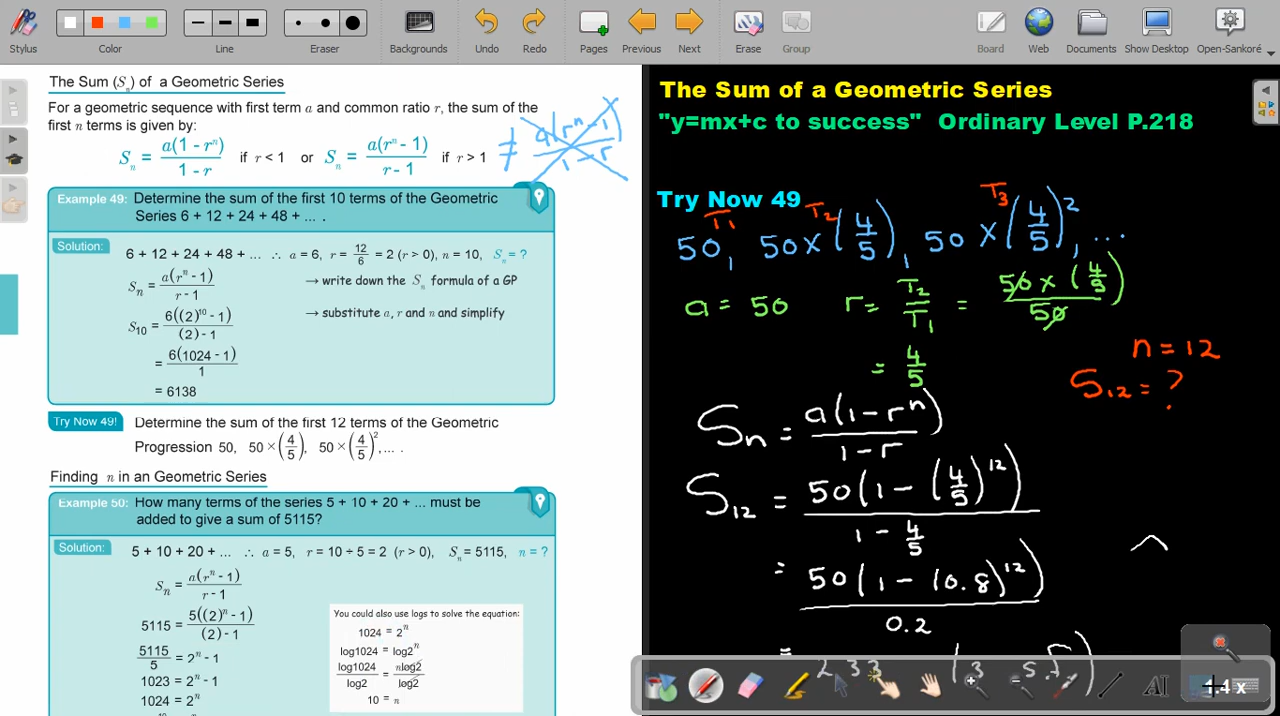 Stylus Color Line Eraser Backgrounds Undo Redo Pages Previous Next Erase Group Board Web Documents Show Desktop Open-Sankoré
The Sum (Sₙ) of a Geometric Series
For a geometric sequence with first term a and common ratio r, the sum of the
first n terms is given by:
Sₙ = a(1 - rⁿ)/1 - r if r < 1 or Sₙ = a(rⁿ - 1)/r - 1 if r > 1 ≠ a(rⁿ - 1)/1 - r
Example 49: Determine the sum of the first 10 terms of the Geometric
Series 6 + 12 + 24 + 48 + ... .
Solution:
6 + 12 + 24 + 48 + ... ∴ a = 6, r = 12/6 = 2 (r > 0), n = 10, Sₙ = ?
Sₙ = a(rⁿ - 1)/r - 1 → write down the Sₙ formula of a GP
S₁₀ = 6((2)¹⁰ - 1)/(2) - 1 → substitute a, r and n and simplify
= 6(1024 - 1)/1
= 6138
Try Now 49! Determine the sum of the first 12 terms of the Geometric
Progression 50, 50 × (4/5), 50 × (4/5)², ... .
Finding n in an Geometric Series
Example 50: How many terms of the series 5 + 10 + 20 + ... must be
added to give a sum of 5115?
Solution:
5 + 10 + 20 + ... ∴ a = 5, r = 10 ÷ 5 = 2 (r > 0), Sₙ = 5115, n = ?
Sₙ = a(rⁿ - 1)/r - 1
5115 = 5((2)ⁿ - 1)/(2) - 1
5115/5 = 2ⁿ - 1
1023 = 2ⁿ - 1
1024 = 2ⁿ
You could also use logs to solve the equation:
1024 = 2ⁿ
log1024 = log2ⁿ
log1024/log2 = nlog2/log2
10 = n
The Sum of a Geometric Series
"y=mx+c to success" Ordinary Level P.218
Try Now 49
T₁ T₂ T₃
50, 50×(4/5), 50×(4/5)², ...
a = 50 r = T₂/T₁ = 50×(4/5)/50
= 4/5
n = 12
S₁₂ = ?
Sₙ = a(1 - rⁿ)/1 - r
S₁₂ = 50(1 - (4/5)¹²)/1 - 4/5
= 50(1 - (0.8)¹²)/0.2
=
1.4 x